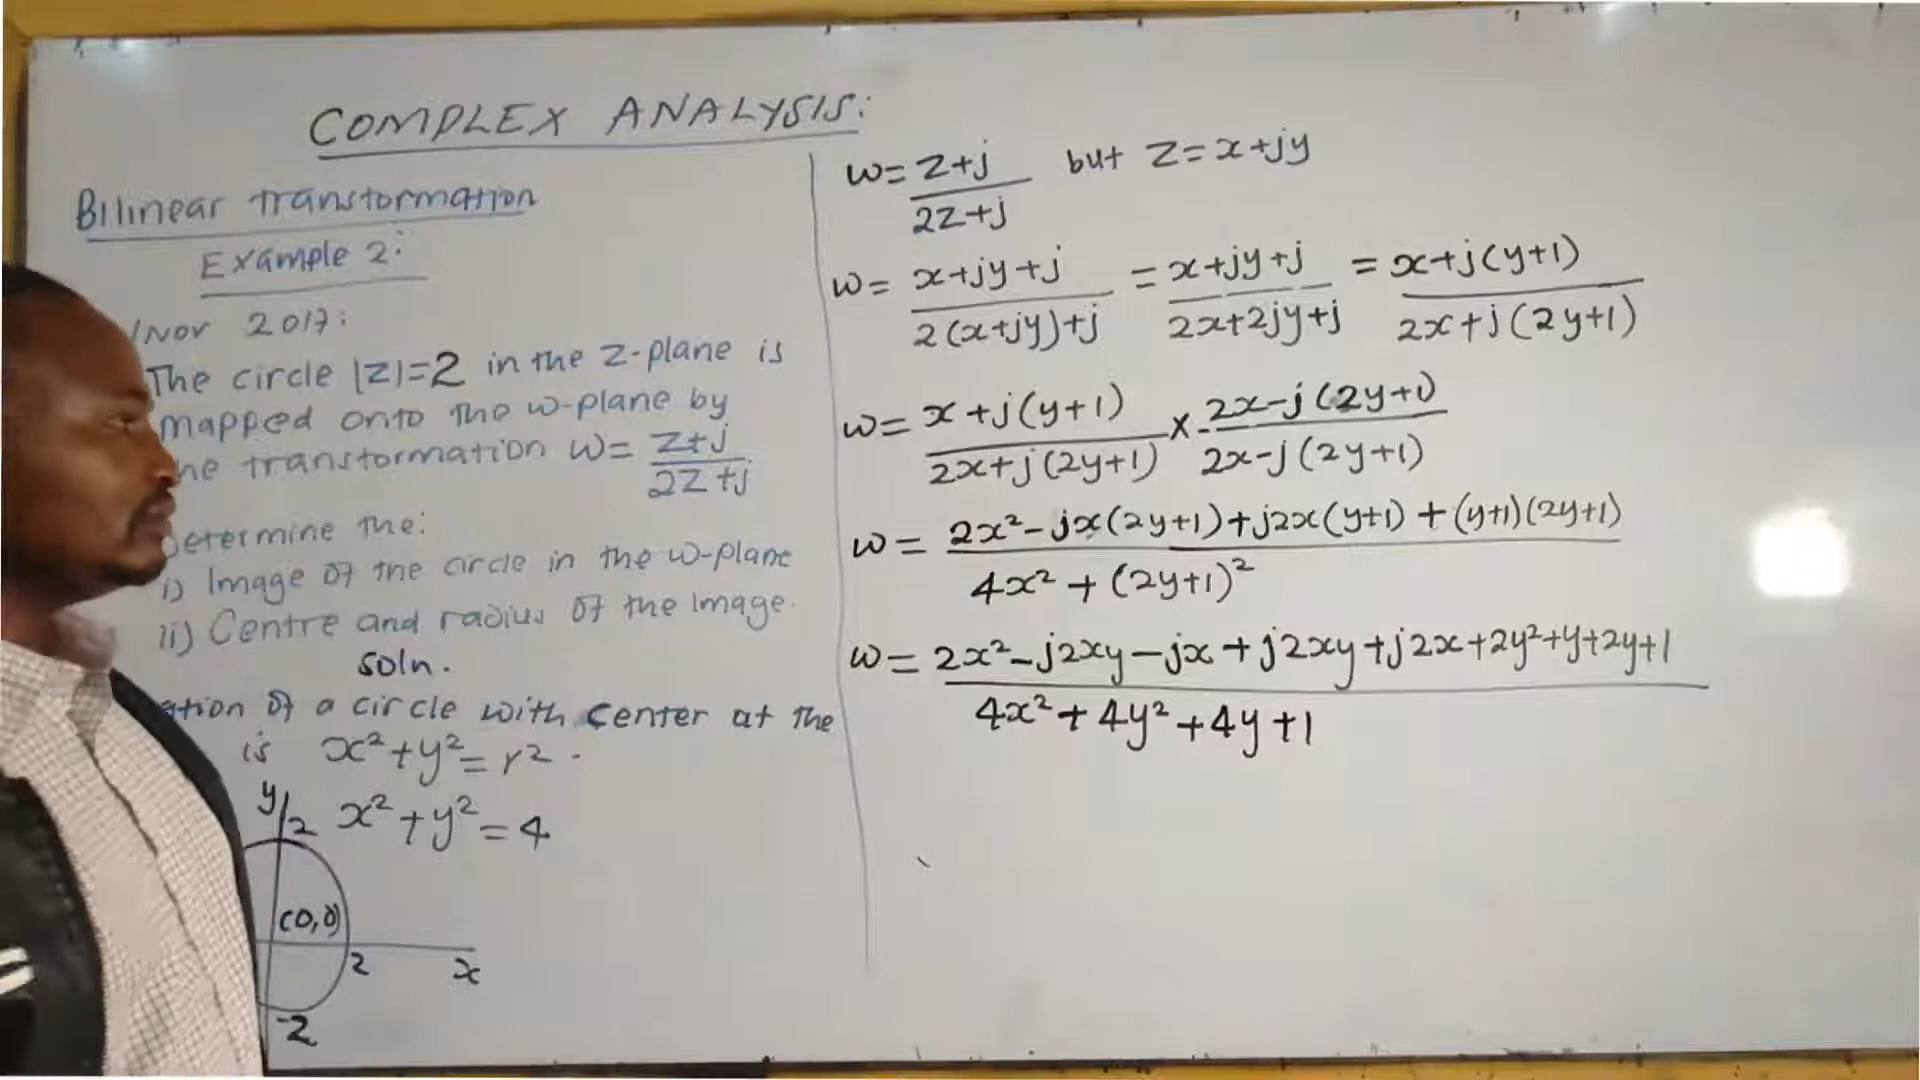 COMPLEX ANALYSIS:
Bilinear transformation
Example 2:
/Nov 2017:
The circle |z|=2 in the z-plane is
mapped onto the w-plane by
he transformation w= z+j / 2z+j
etermine the:
i) Image of the circle in the w-plane
ii) Centre and radius of the image.
soln.
ation of a circle with center at the
is x²+y²=r².
x²+y²=4
y
2
(0,0)
2 x
-2
w= z+j / 2z+j but z=x+jy
w= x+jy+j / 2(x+jy)+j = x+jy+j / 2x+2jy+j = x+j(y+1) / 2x+j(2y+1)
w= x+j(y+1) / 2x+j(2y+1) × 2x-j(2y+1) / 2x-j(2y+1)
w= 2x²-jx(2y+1)+j2x(y+1)+(y+1)(2y+1) / 4x²+(2y+1)²
w= 2x²-j2xy-jx+j2xy+j2x+2y²+y+2y+1 / 4x²+4y²+4y+1